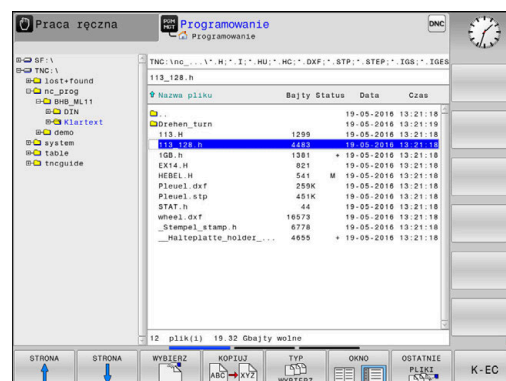 Praca ręczna
PGM
MGT
Programowanie
Programowanie
DNC
SF:\
TNC:\
lost+found
nc_prog
BHB_ML11
DIN
Klartext
demo
system
table
tncguide
TNC:\nc_...\*.H;*.I;*.HU;*.HC;*.DXF;*.STP;*.STEP;*.IGS;*.IGES
113_128.h
Nazwa pliku Bajty Status Data Czas
.. 19-05-2016 13:21:18
Drehen_turn 19-05-2016 13:21:19
113.H 1299 19-05-2016 13:21:18
113_128.h 4483 19-05-2016 13:21:18
1GB.h 1381 + 19-05-2016 13:21:18
EX14.H 821 19-05-2016 13:21:18
HEBEL.H 541 M 19-05-2016 13:21:18
Pleuel.dxf 259K 19-05-2016 13:21:18
Pleuel.stp 451K 19-05-2016 13:21:18
STAT.h 44 19-05-2016 13:21:18
wheel.dxf 16573 19-05-2016 13:21:18
_Stempel_stamp.h 6778 19-05-2016 13:21:18
__Halteplatte_holder_... 4655 + 19-05-2016 13:21:18
12 plik(i) 19.32 Gbajty wolne
STRONA STRONA WYBIERZ KOPIUJ TYP OKNO OSTATNIE
PLIKI
ABC XYZ
WYBIERZ
K-EC